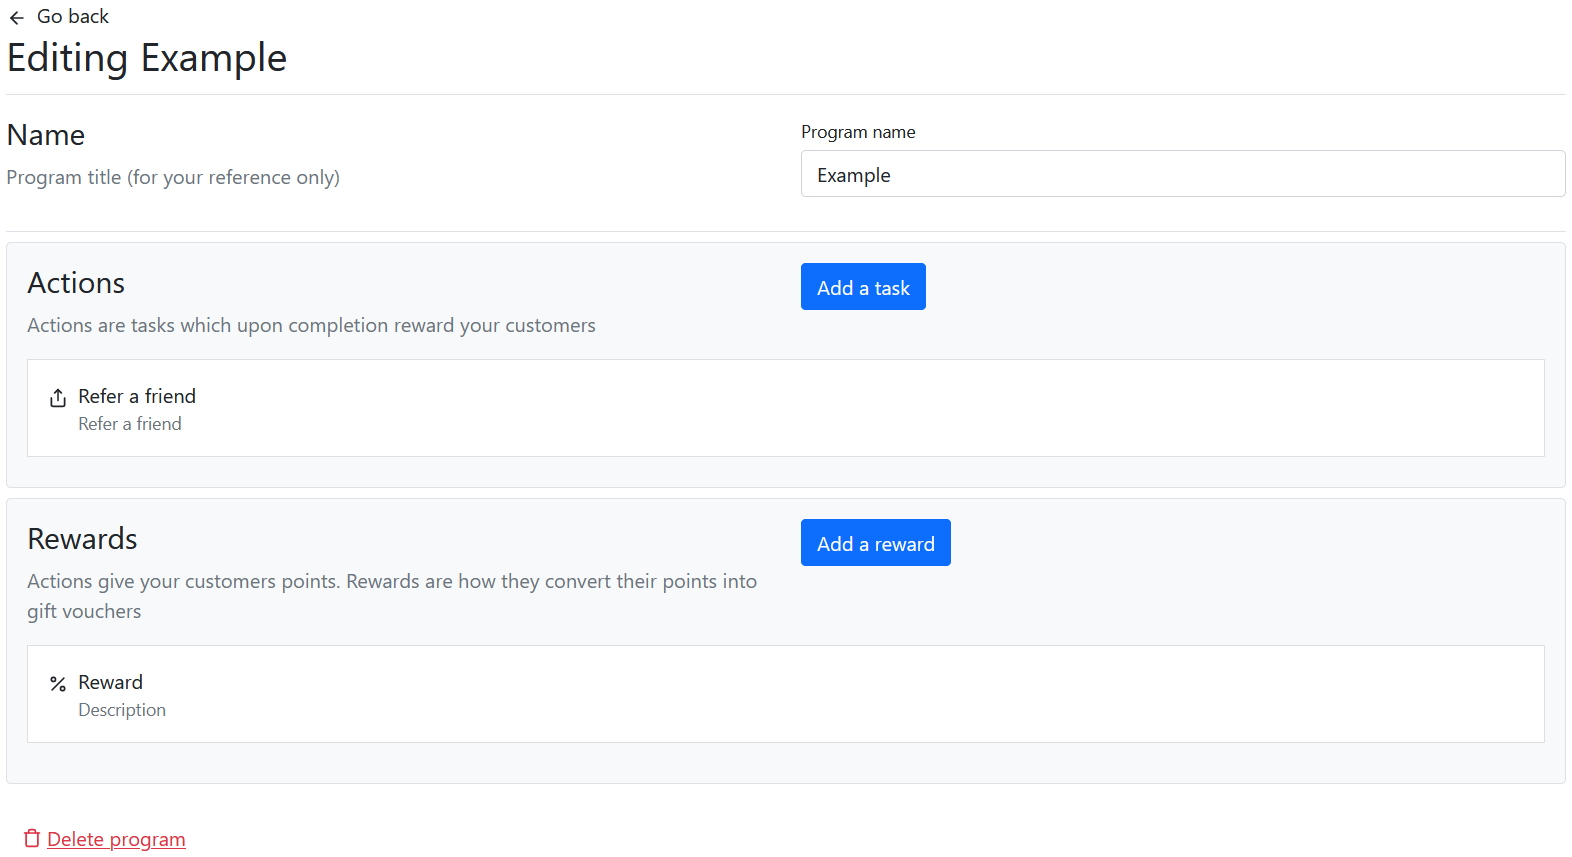 Go back
Editing Example
Name
Program title (for your reference only)
Program name
Example
Actions
Actions are tasks which upon completion reward your customers
Add a task
Refer a friend
Refer a friend
Rewards
Actions give your customers points. Rewards are how they convert their points into
gift vouchers
Add a reward
Reward
Description
Delete program